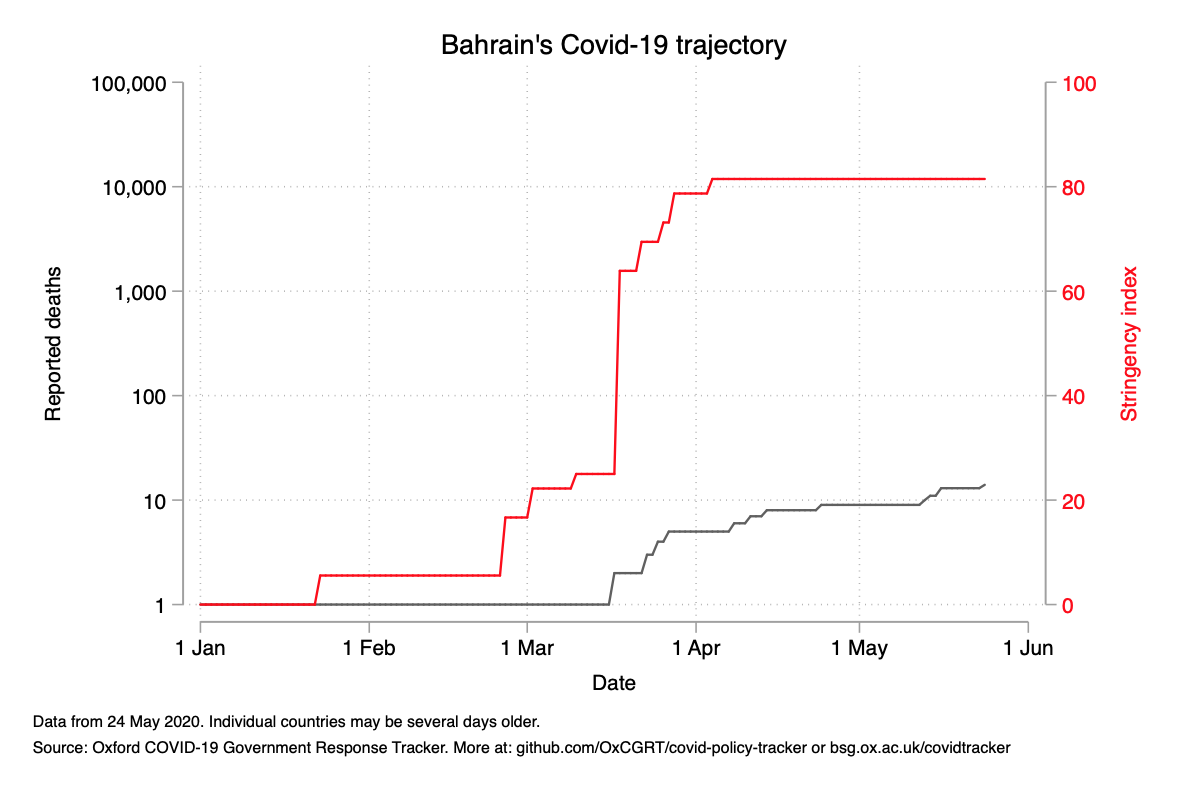 Bahrain's Covid-19 trajectory
100,000
10,000
1,000
100
10
1
Reported deaths
100
80
60
40
20
0
Stringency index
1 Jan
1 Feb
1 Mar
1 Apr
1 May
1 Jun
Date
Data from 24 May 2020. Individual countries may be several days older.
Source: Oxford COVID-19 Government Response Tracker. More at: github.com/OxCGRT/covid-policy-tracker or bsg.ox.ac.uk/covidtracker